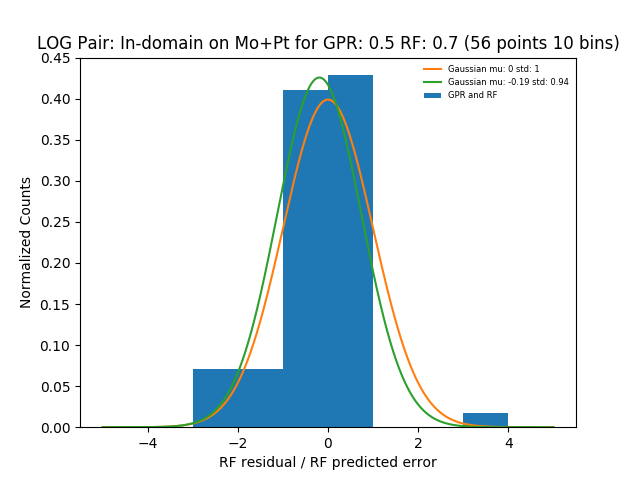 LOG Pair: In-domain on Mo+Pt for GPR: 0.5 RF: 0.7 (56 points 10 bins)
Gaussian mu: 0 std: 1
Gaussian mu: -0.19 std: 0.94
GPR and RF
Normalized Counts
0.45
0.40
0.35
0.30
0.25
0.20
0.15
0.10
0.05
0.00
−4 −2 0 2 4
RF residual / RF predicted error